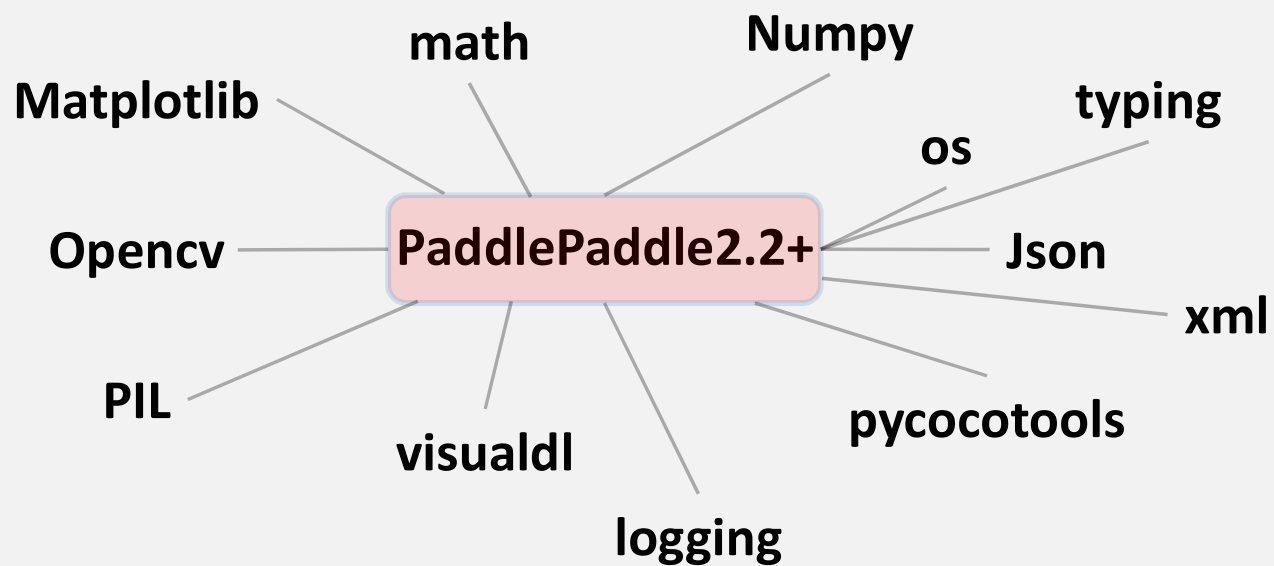 math
Numpy
Matplotlib
typing
os
Opencv
PaddlePaddle2.2+
Json
xml
PIL
pycocotools
visualdl
logging